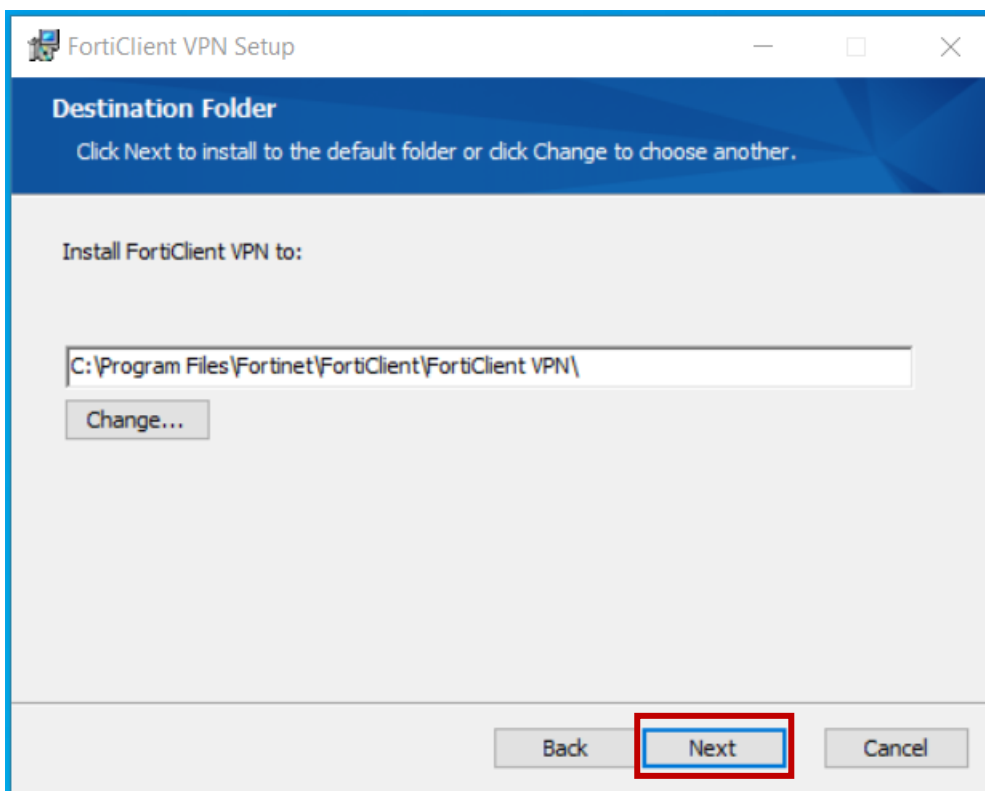 FortiClient VPN Setup
Destination Folder
Click Next to install to the default folder or click Change to choose another.
Install FortiClient VPN to:
C:\Program Files\Fortinet\FortiClient\FortiClient VPN\
Change...
Back Next Cancel